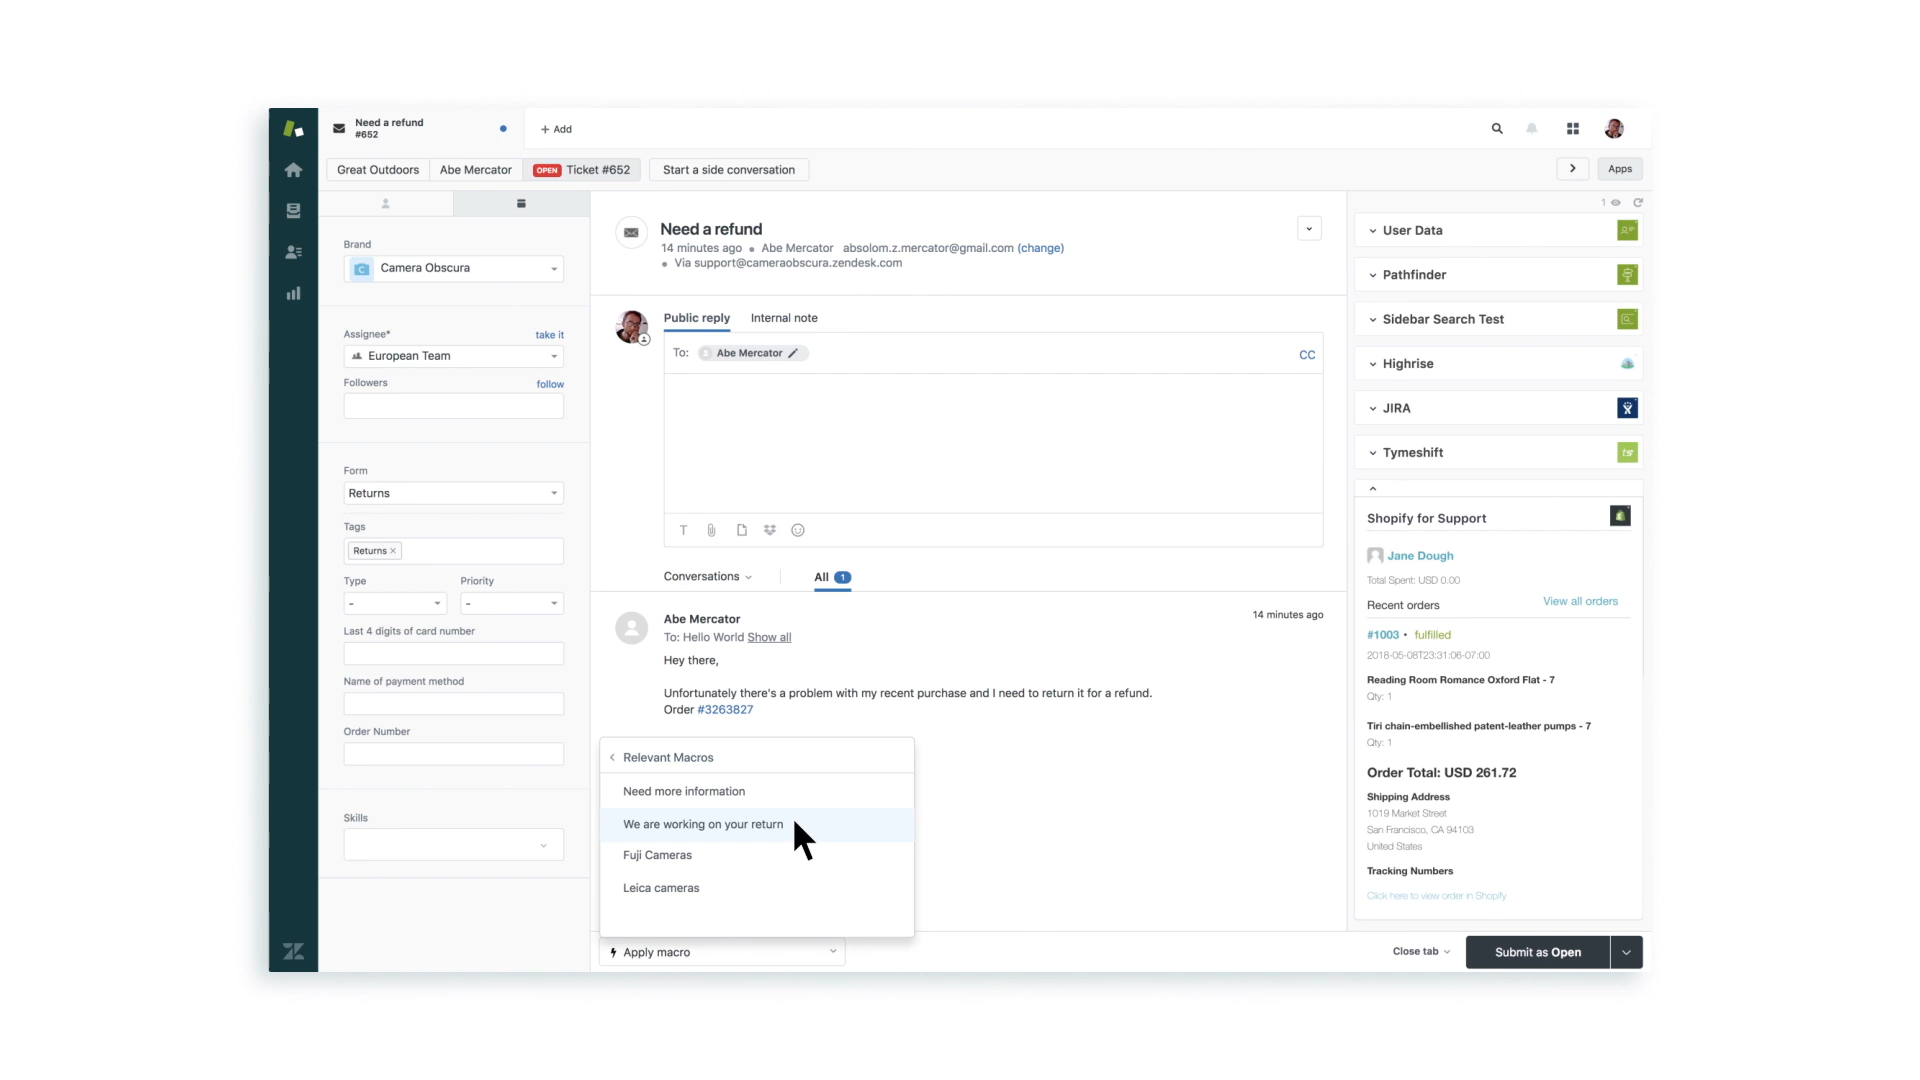 Need a refund
#652
+ Add
Great Outdoors
Abe Mercator
OPEN Ticket #652
Start a side conversation
Apps
Brand
C Camera Obscura
Assignee*
take it
European Team
Followers
follow
Form
Returns
Tags
Returns ×
Type
Priority
-
-
Last 4 digits of card number
Name of payment method
Order Number
Skills
Need a refund
14 minutes ago • Abe Mercator absolom.z.mercator@gmail.com (change)
• Via support@cameraobscura.zendesk.com
Public reply
Internal note
To: Abe Mercator
CC
T
Conversations
All 1
Abe Mercator
14 minutes ago
To: Hello World Show all
Hey there,
Unfortunately there's a problem with my recent purchase and I need to return it for a refund.
Order #3263827
Relevant Macros
Need more information
We are working on your return
Fuji Cameras
Leica cameras
Apply macro
Close tab
Submit as Open
1
User Data
Pathfinder
Sidebar Search Test
Highrise
JIRA
Tymeshift
ts
Shopify for Support
Jane Dough
Total Spent: USD 0.00
Recent orders
View all orders
#1003 • fulfilled
2018-05-08T23:31:06-07:00
Reading Room Romance Oxford Flat - 7
Qty: 1
Tiri chain-embellished patent-leather pumps - 7
Qty: 1
Order Total: USD 261.72
Shipping Address
1019 Market Street
San Francisco, CA 94103
United States
Tracking Numbers
Click here to view order in Shopify